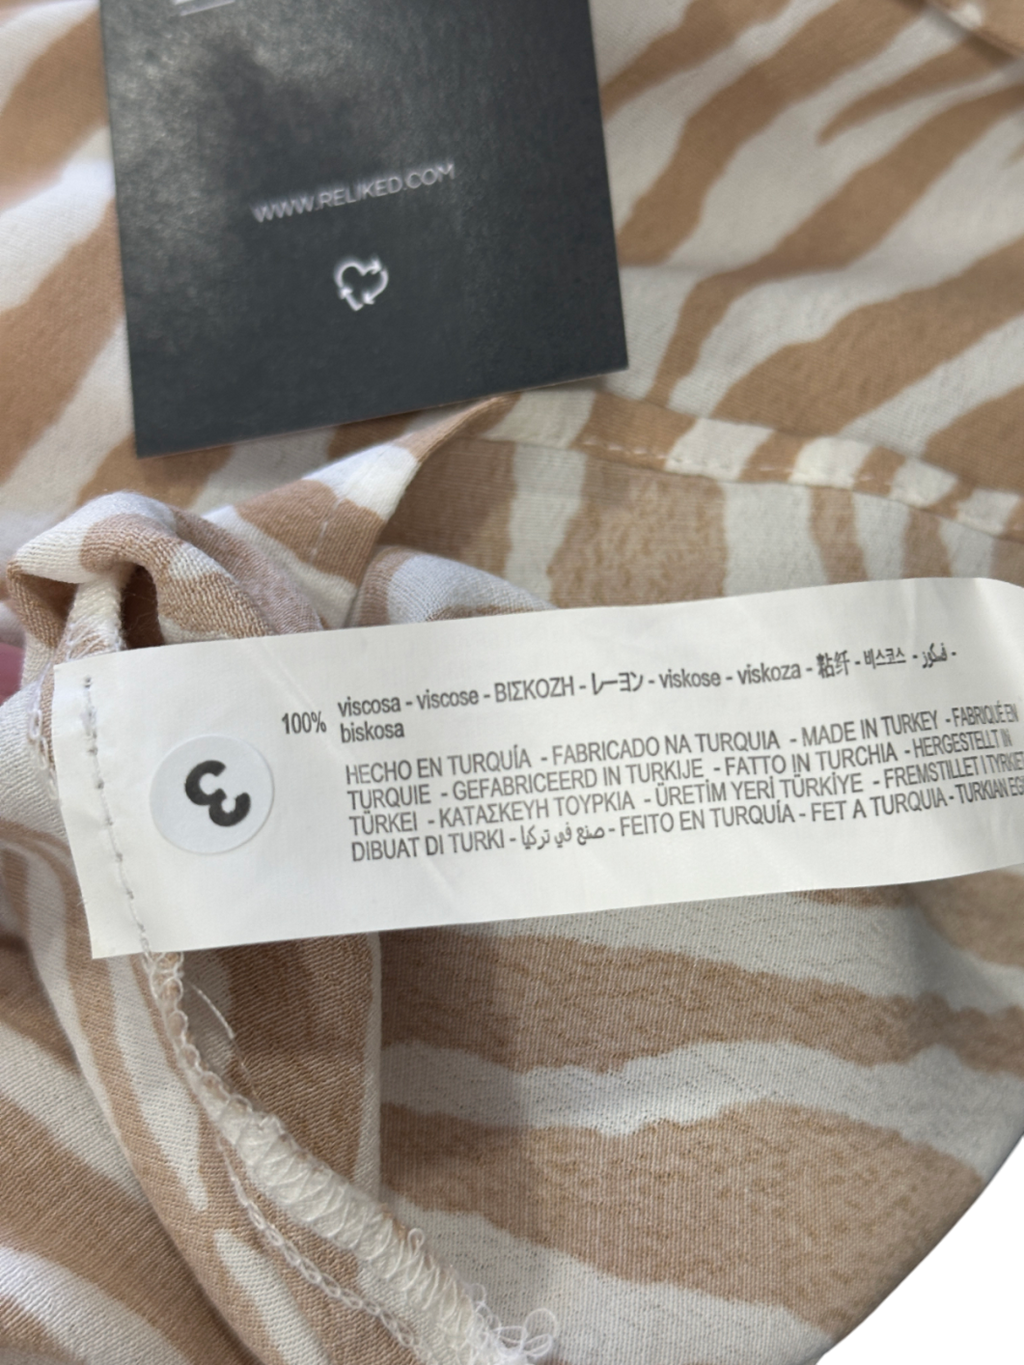 WWW.RELIKED.COM
100%
viscosa - viscose - ΒΙΣΚΟΖΗ - レーヨン - viskose - viskoza - 粘纤 - 비스코스 - فسكوز -
biskosa
HECHO EN TURQUÍA - FABRICADO NA TURQUIA - MADE IN TURKEY - FABRIQUÉ EN
TURQUIE - GEFABRICEERD IN TURKIJE - FATTO IN TURCHIA - HERGESTELLT IN
TÜRKEI - ΚΑΤΑΣΚΕΥΗ ΤΟΥΡΚΙΑ - ÜRETİM YERİ TÜRKİYE - FREMSTILLET I TYRKIET
DIBUAT DI TURKI - صنع في تركيا - FEITO EN TURQUÍA - FET A TURQUIA - TURKIAN